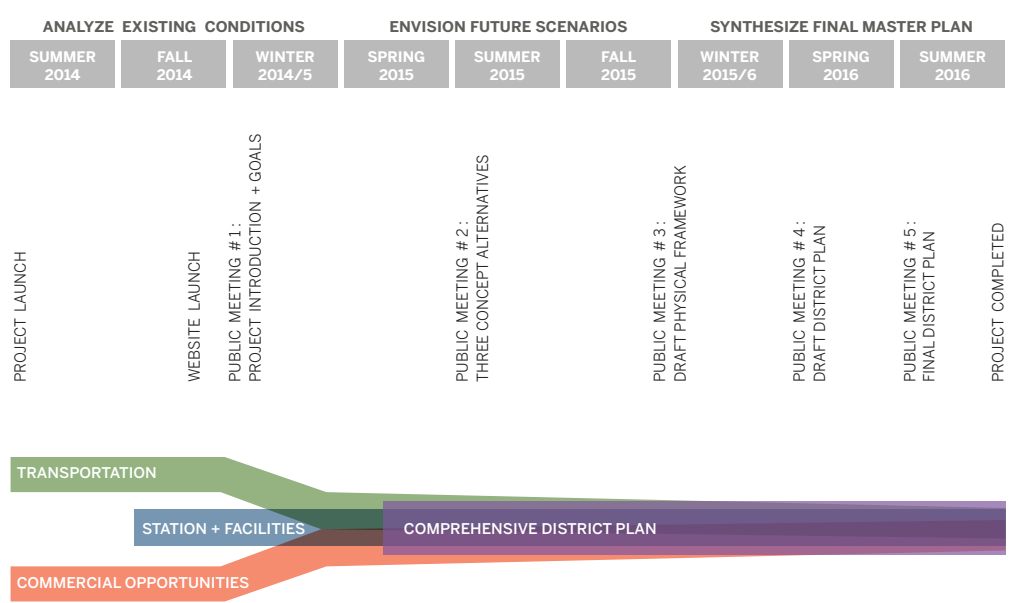 ANALYZE EXISTING CONDITIONS
ENVISION FUTURE SCENARIOS
SYNTHESIZE FINAL MASTER PLAN
SUMMER
2014
FALL
2014
WINTER
2014/5
SPRING
2015
SUMMER
2015
FALL
2015
WINTER
2015/6
SPRING
2016
SUMMER
2016
PROJECT LAUNCH
WEBSITE LAUNCH
PUBLIC MEETING #1:
PROJECT INTRODUCTION + GOALS
PUBLIC MEETING #2:
THREE CONCEPT ALTERNATIVES
PUBLIC MEETING #3:
DRAFT PHYSICAL FRAMEWORK
PUBLIC MEETING #4:
DRAFT DISTRICT PLAN
PUBLIC MEETING #5:
FINAL DISTRICT PLAN
PROJECT COMPLETED
TRANSPORTATION
STATION + FACILITIES
COMPREHENSIVE DISTRICT PLAN
COMMERCIAL OPPORTUNITIES